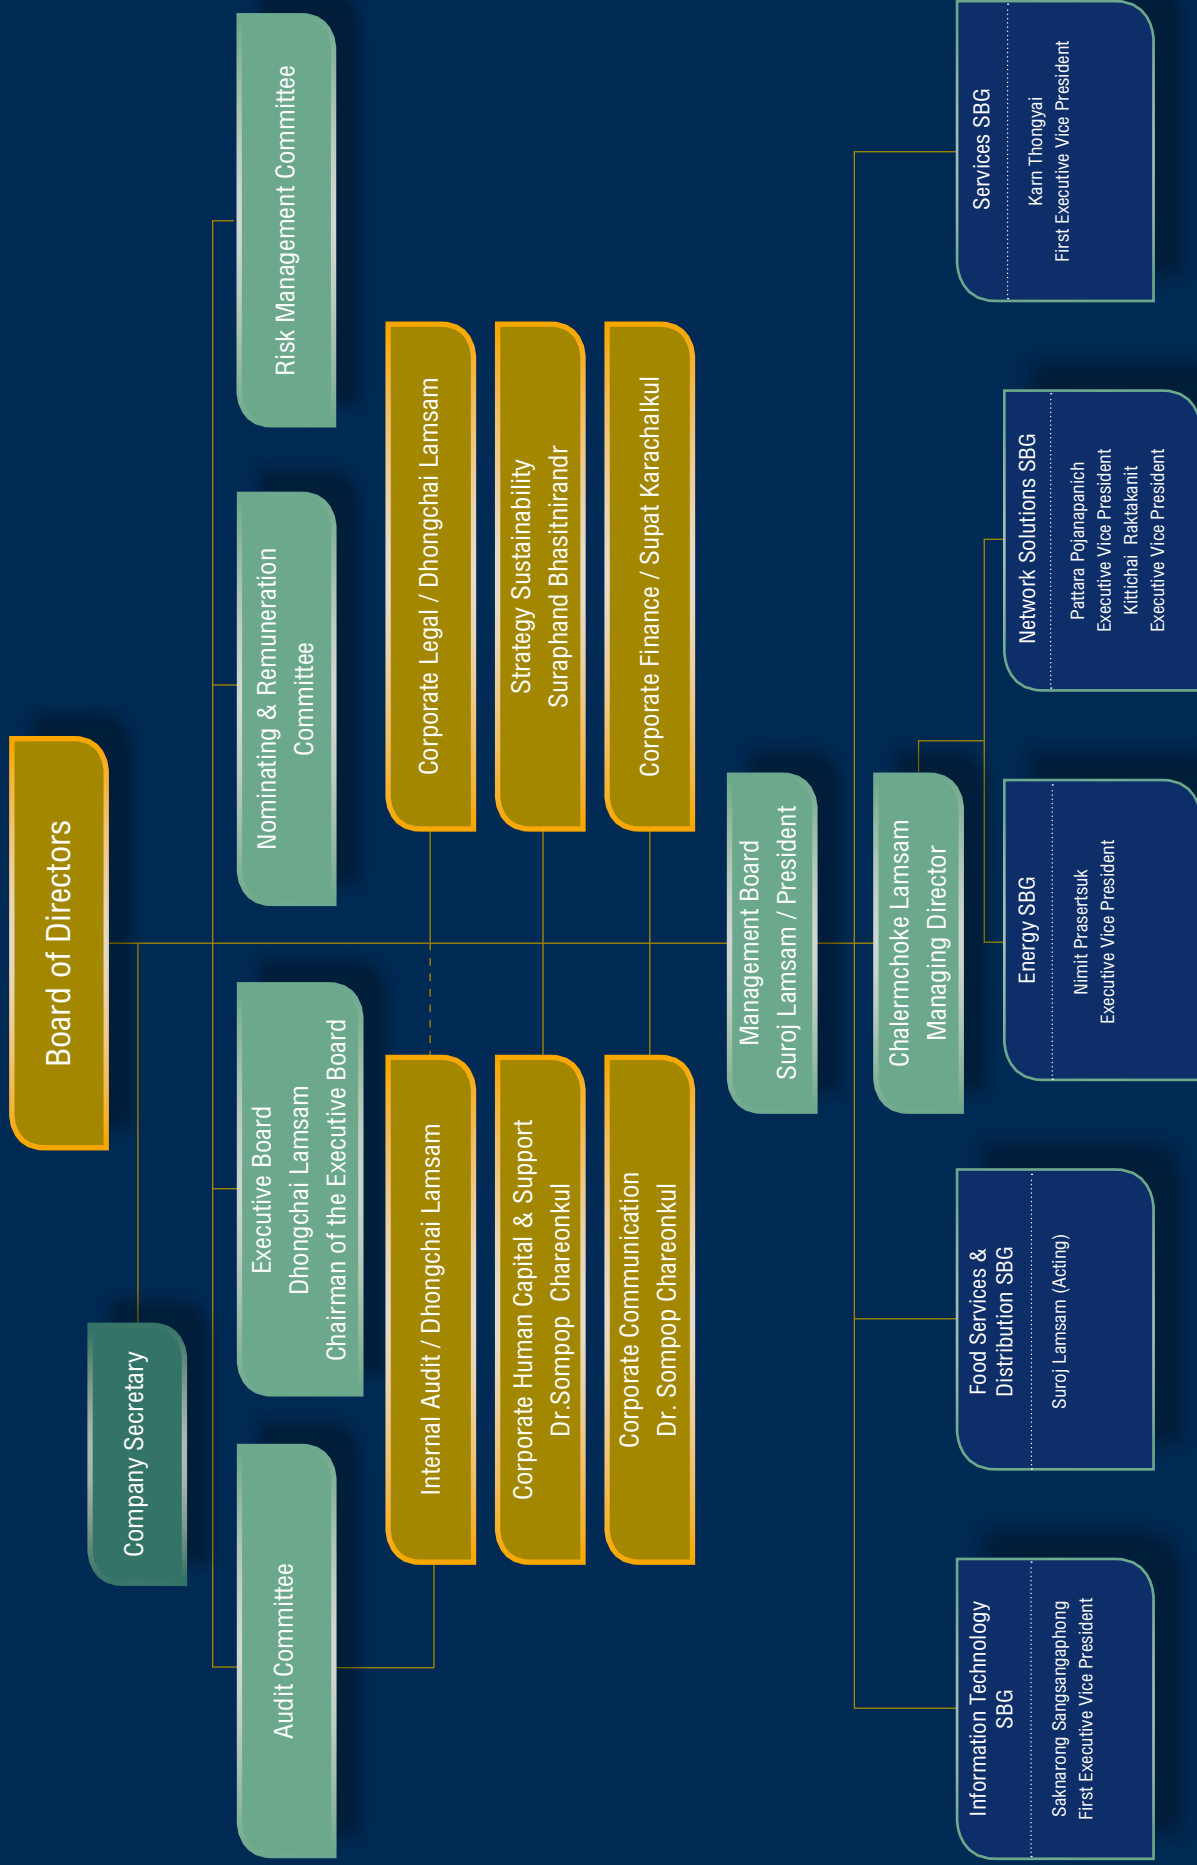 Board of Directors
Company Secretary
Audit Committee
Executive Board
Dhongchai Lamsam
Chairman of the Executive Board
Nominating & Remuneration
Committee
Risk Management Committee
Internal Audit / Dhongchai Lamsam
Corporate Legal / Dhongchai Lamsam
Corporate Human Capital & Support
Dr.Sompop Chareonkul
Strategy Sustainability
Suraphand Bhasitnirandr
Corporate Communication
Dr. Sompop Chareonkul
Corporate Finance / Supat Karachalkul
Management Board
Suroj Lamsam / President
Chalermchoke Lamsam
Managing Director
Information Technology
SBG
Saknarong Sangsangaphong
First Executive Vice President
Food Services &
Distribution SBG
Suroj Lamsam (Acting)
Energy SBG
Nimit Prasertsuk
Executive Vice President
Network Solutions SBG
Pattara Pojanapanich
Executive Vice President
Kittichai Raktakanit
Executive Vice President
Services SBG
Karn Thongyai
First Executive Vice President